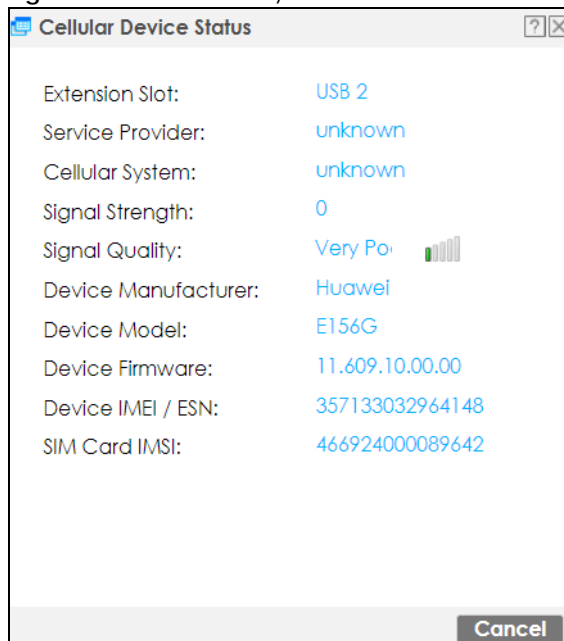 Cellular Device Status
Extension Slot: USB 2
Service Provider: unknown
Cellular System: unknown
Signal Strength: 0
Signal Quality: Very Po
Device Manufacturer: Huawei
Device Model: E156G
Device Firmware: 11.609.10.00.00
Device IMEI / ESN: 357133032964148
SIM Card IMSI: 466924000089642
Cancel